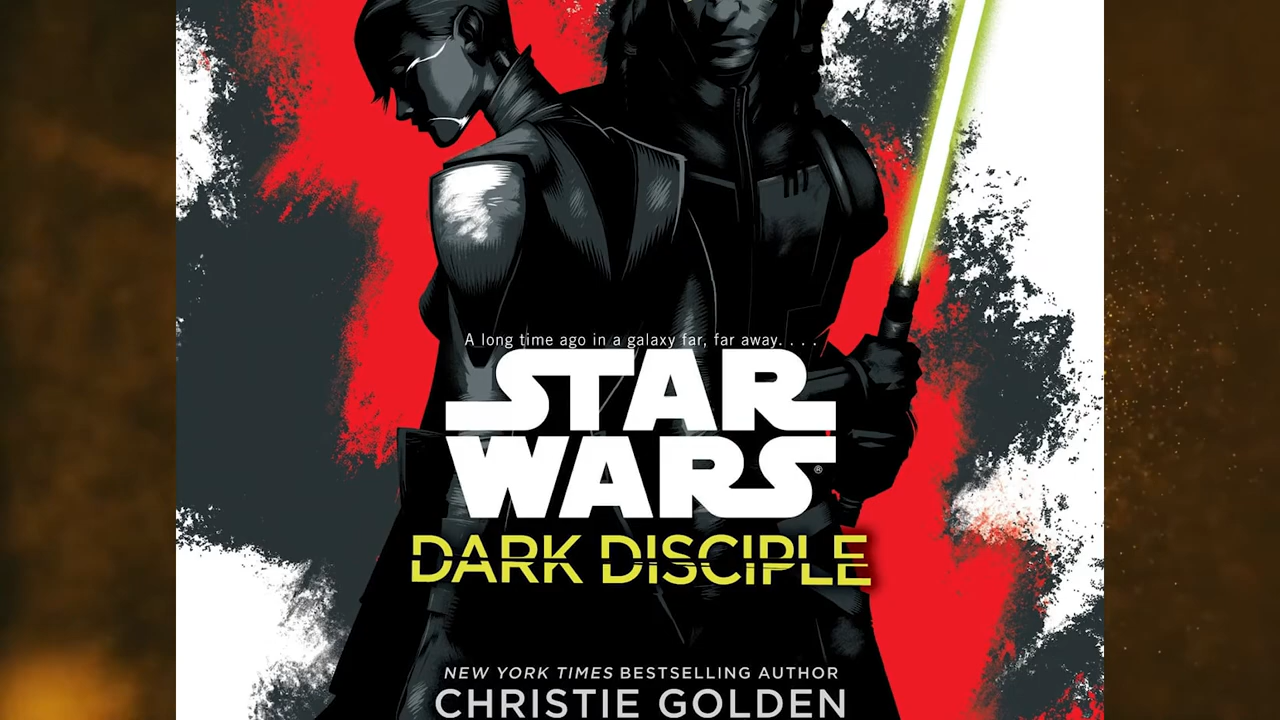 A long time ago in a galaxy far, far away. . . .
STAR
WARS®
DARK DISCIPLE
NEW YORK TIMES BESTSELLING AUTHOR
CHRISTIE GOLDEN